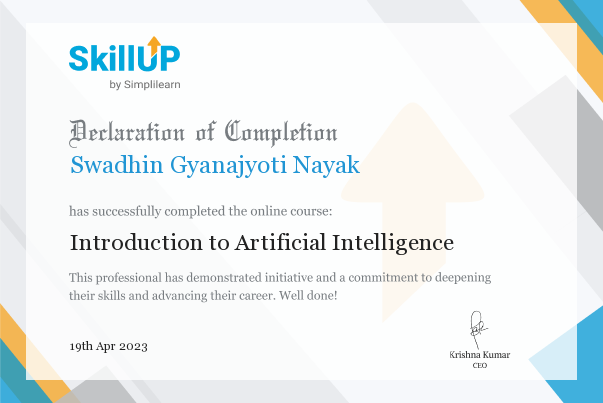 SkillUP
by Simplilearn
Declaration of Completion
Swadhin Gyanajyoti Nayak
has successfully completed the online course:
Introduction to Artificial Intelligence
This professional has demonstrated initiative and a commitment to deepening
their skills and advancing their career. Well done!
19th Apr 2023
Krishna Kumar
CEO